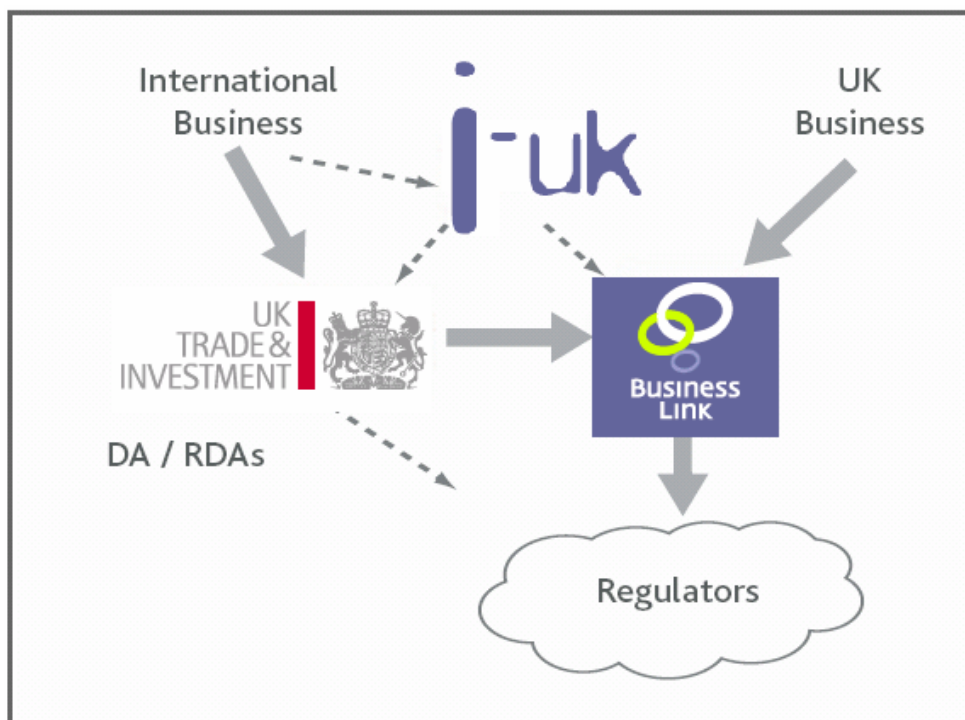 International
Business
i-uk
UK
Business
UK
TRADE &
INVESTMENT
Business
Link
DA / RDAs
Regulators